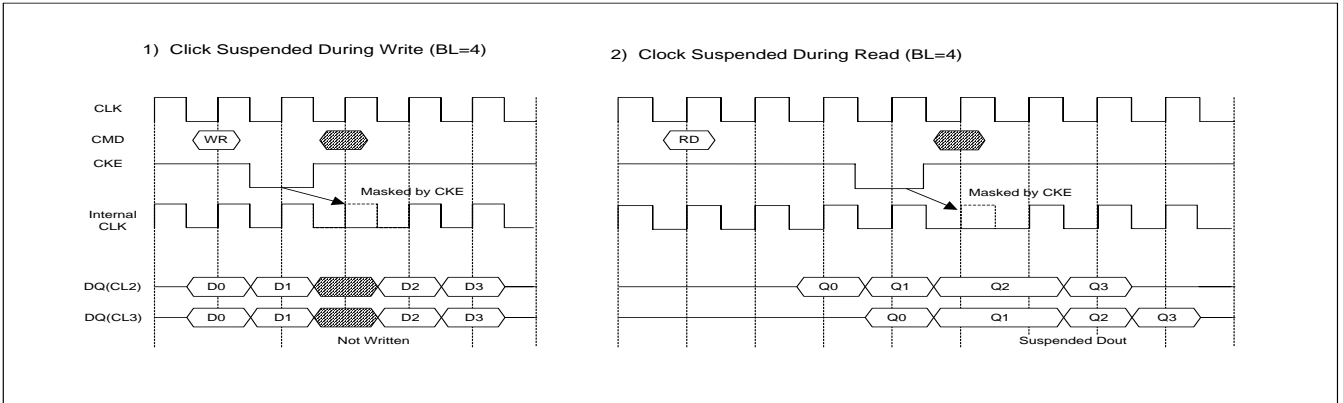 1) Click Suspended During Write (BL=4)
CLK
CMD
WR
CKE
Masked by CKE
Internal
CLK
DQ(CL2)
D0 D1 D2 D3
DQ(CL3)
D0 D1 D2 D3
Not Written
2) Clock Suspended During Read (BL=4)
RD
Masked by CKE
Q0 Q1 Q2 Q3
Q0 Q1 Q2 Q3
Suspended Dout